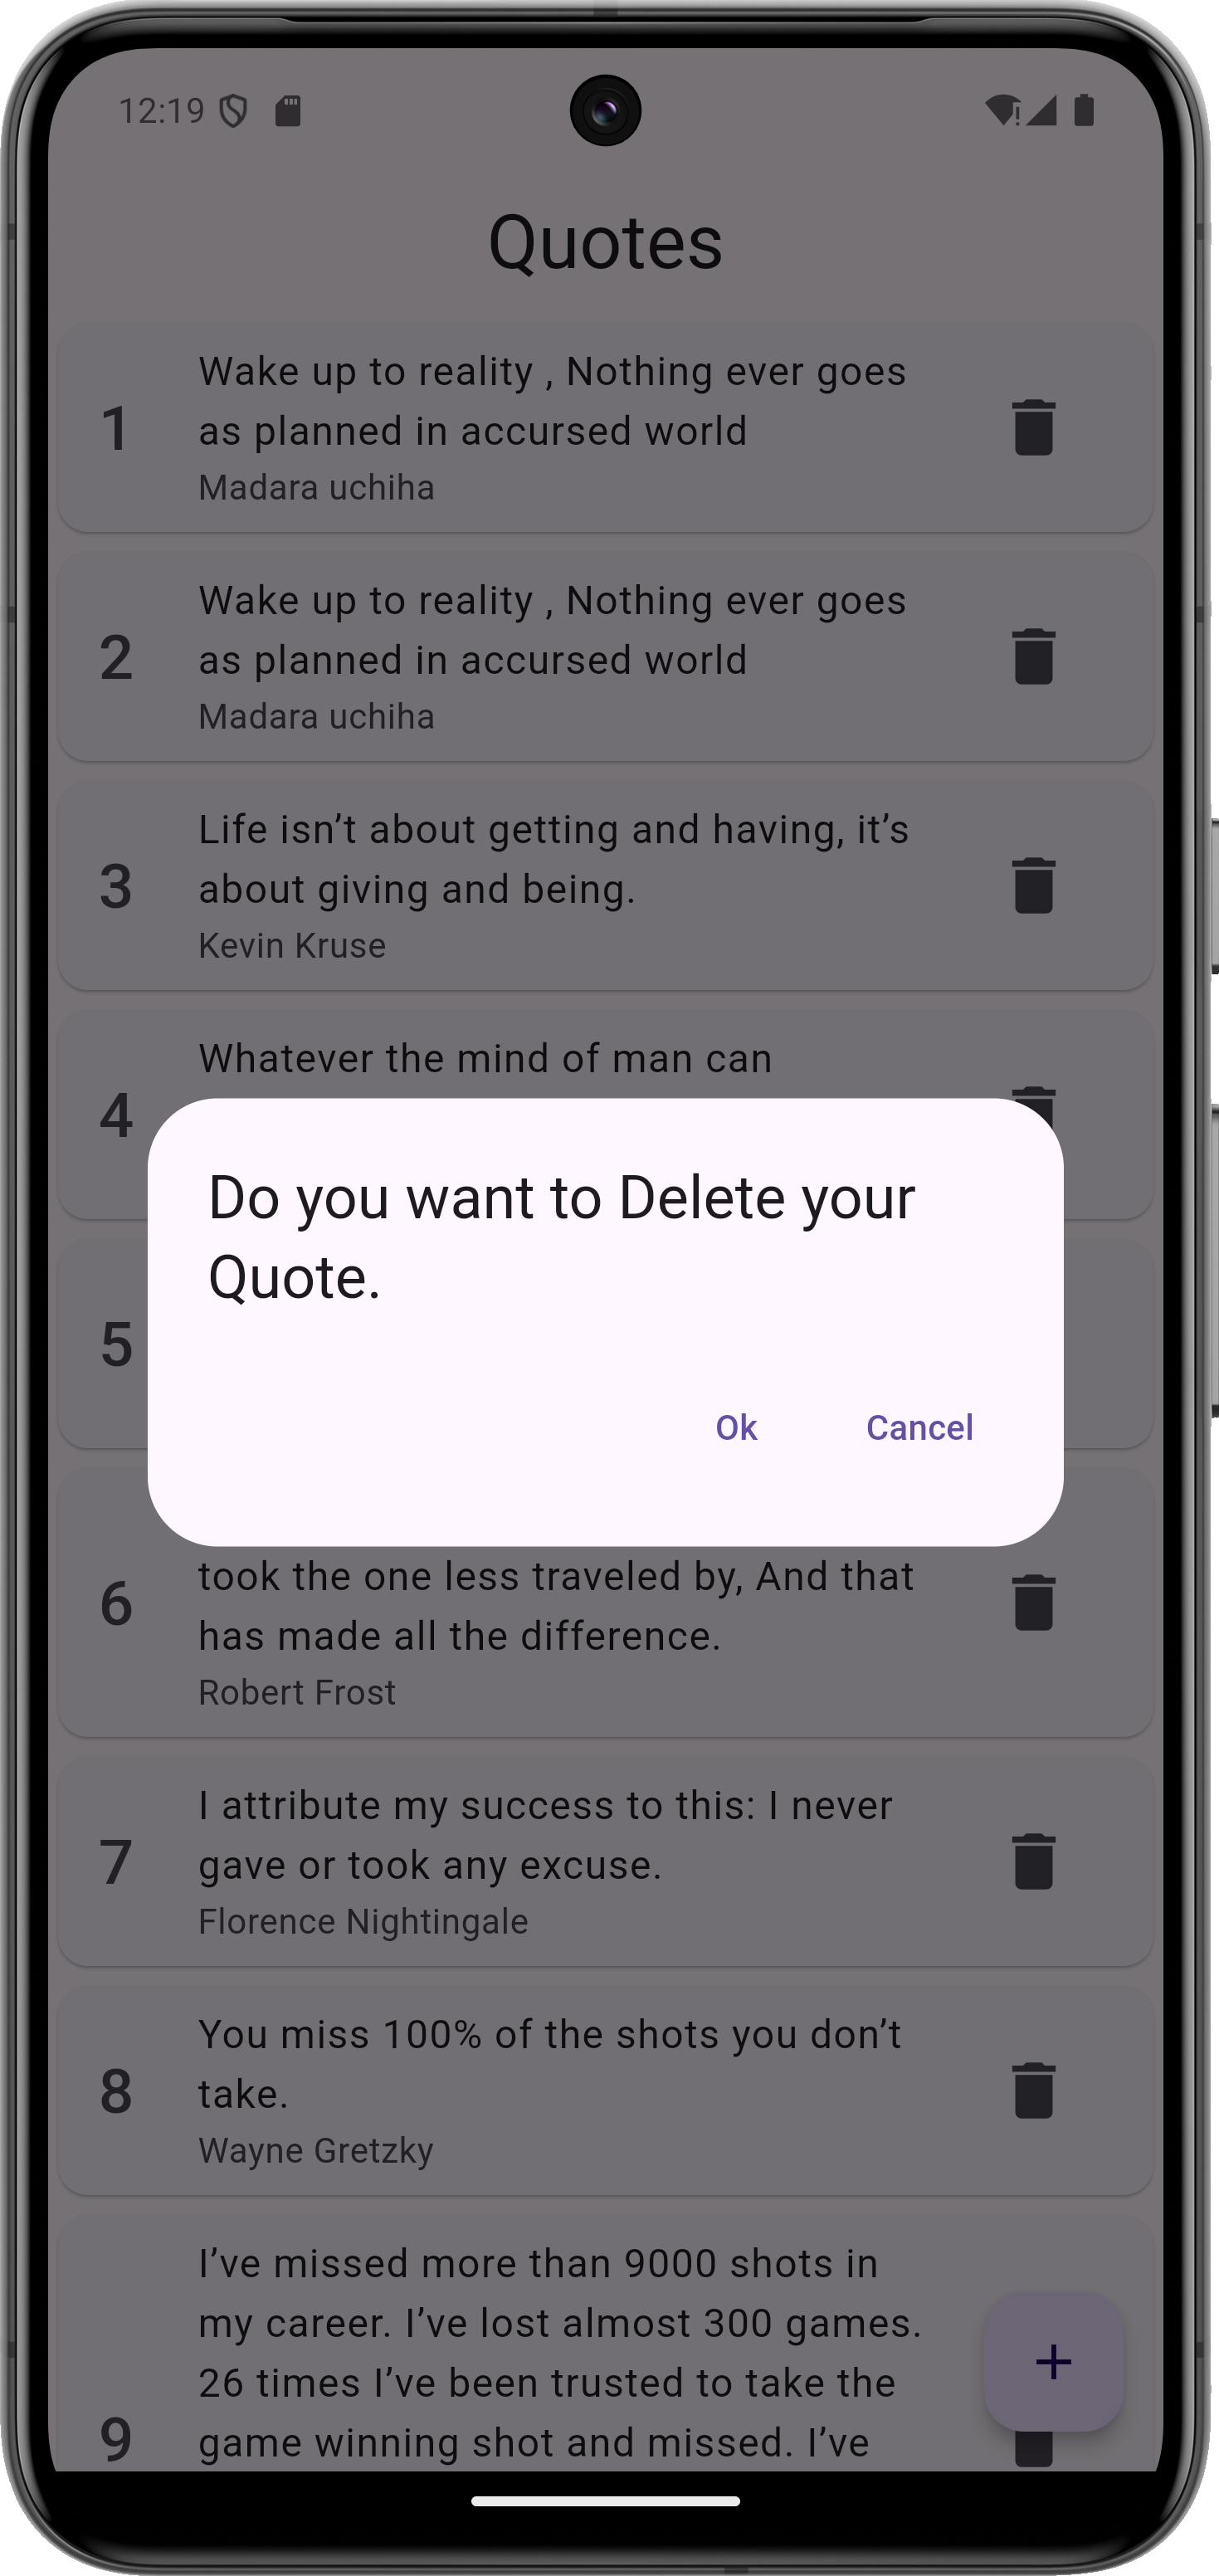 12:19
Quotes
1
Wake up to reality , Nothing ever goes
as planned in accursed world
Madara uchiha
2
Wake up to reality , Nothing ever goes
as planned in accursed world
Madara uchiha
3
Life isn’t about getting and having, it’s
about giving and being.
Kevin Kruse
4
Whatever the mind of man can
Do you want to Delete your
Quote.
Ok Cancel
5
6
took the one less traveled by, And that
has made all the difference.
Robert Frost
7
I attribute my success to this: I never
gave or took any excuse.
Florence Nightingale
8
You miss 100% of the shots you don’t
take.
Wayne Gretzky
9
I’ve missed more than 9000 shots in
my career. I’ve lost almost 300 games.
26 times I’ve been trusted to take the
game winning shot and missed. I’ve